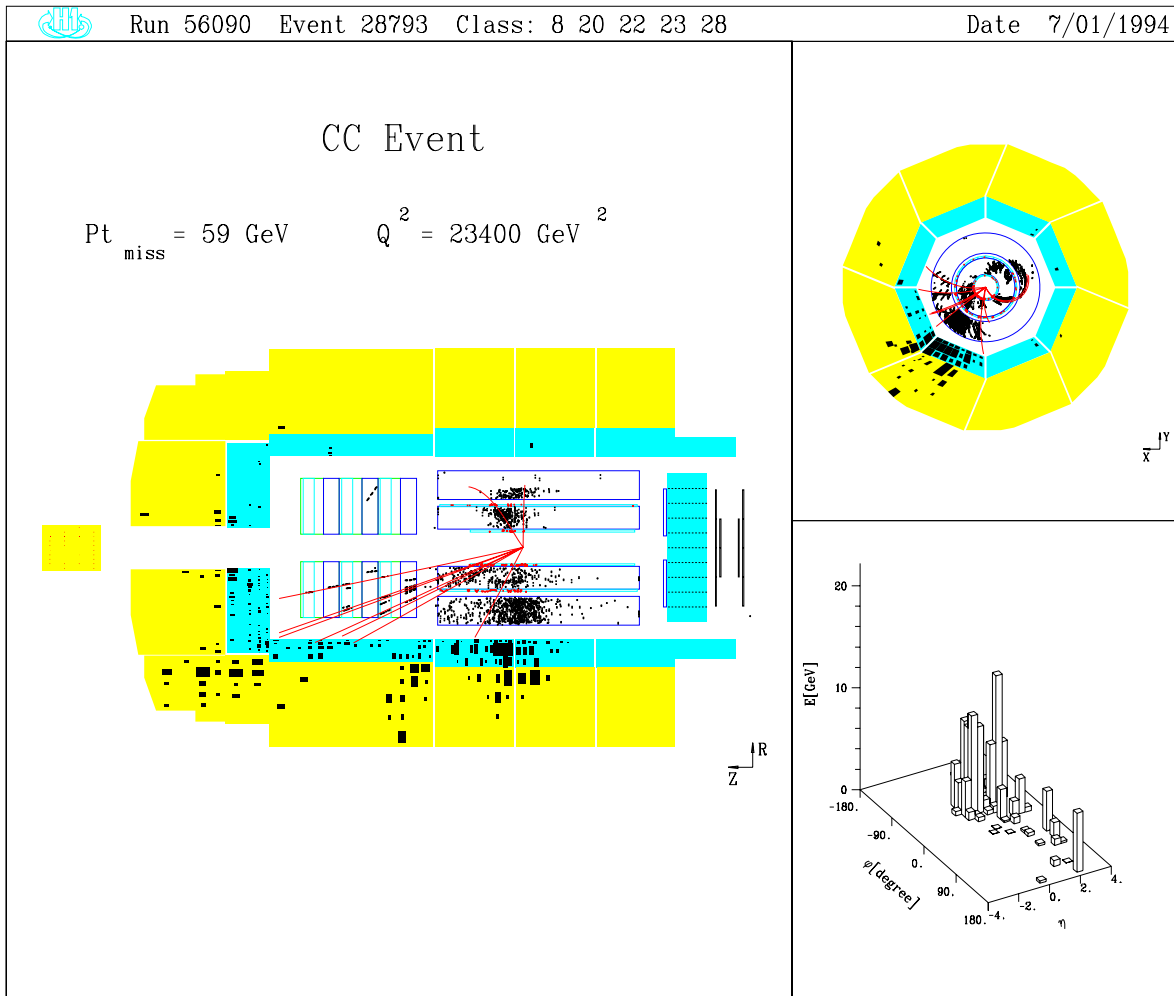 H1 Run 56090 Event 28793 Class: 8 20 22 23 28 Date 7/01/1994
CC Event
Pt miss = 59 GeV Q 2 = 23400 GeV 2
R
Z
Y
X
E[GeV]
20
10
0
-180.
-90.
0.
90.
180.
φ[degree]
-4.
-2.
0.
2.
4.
η